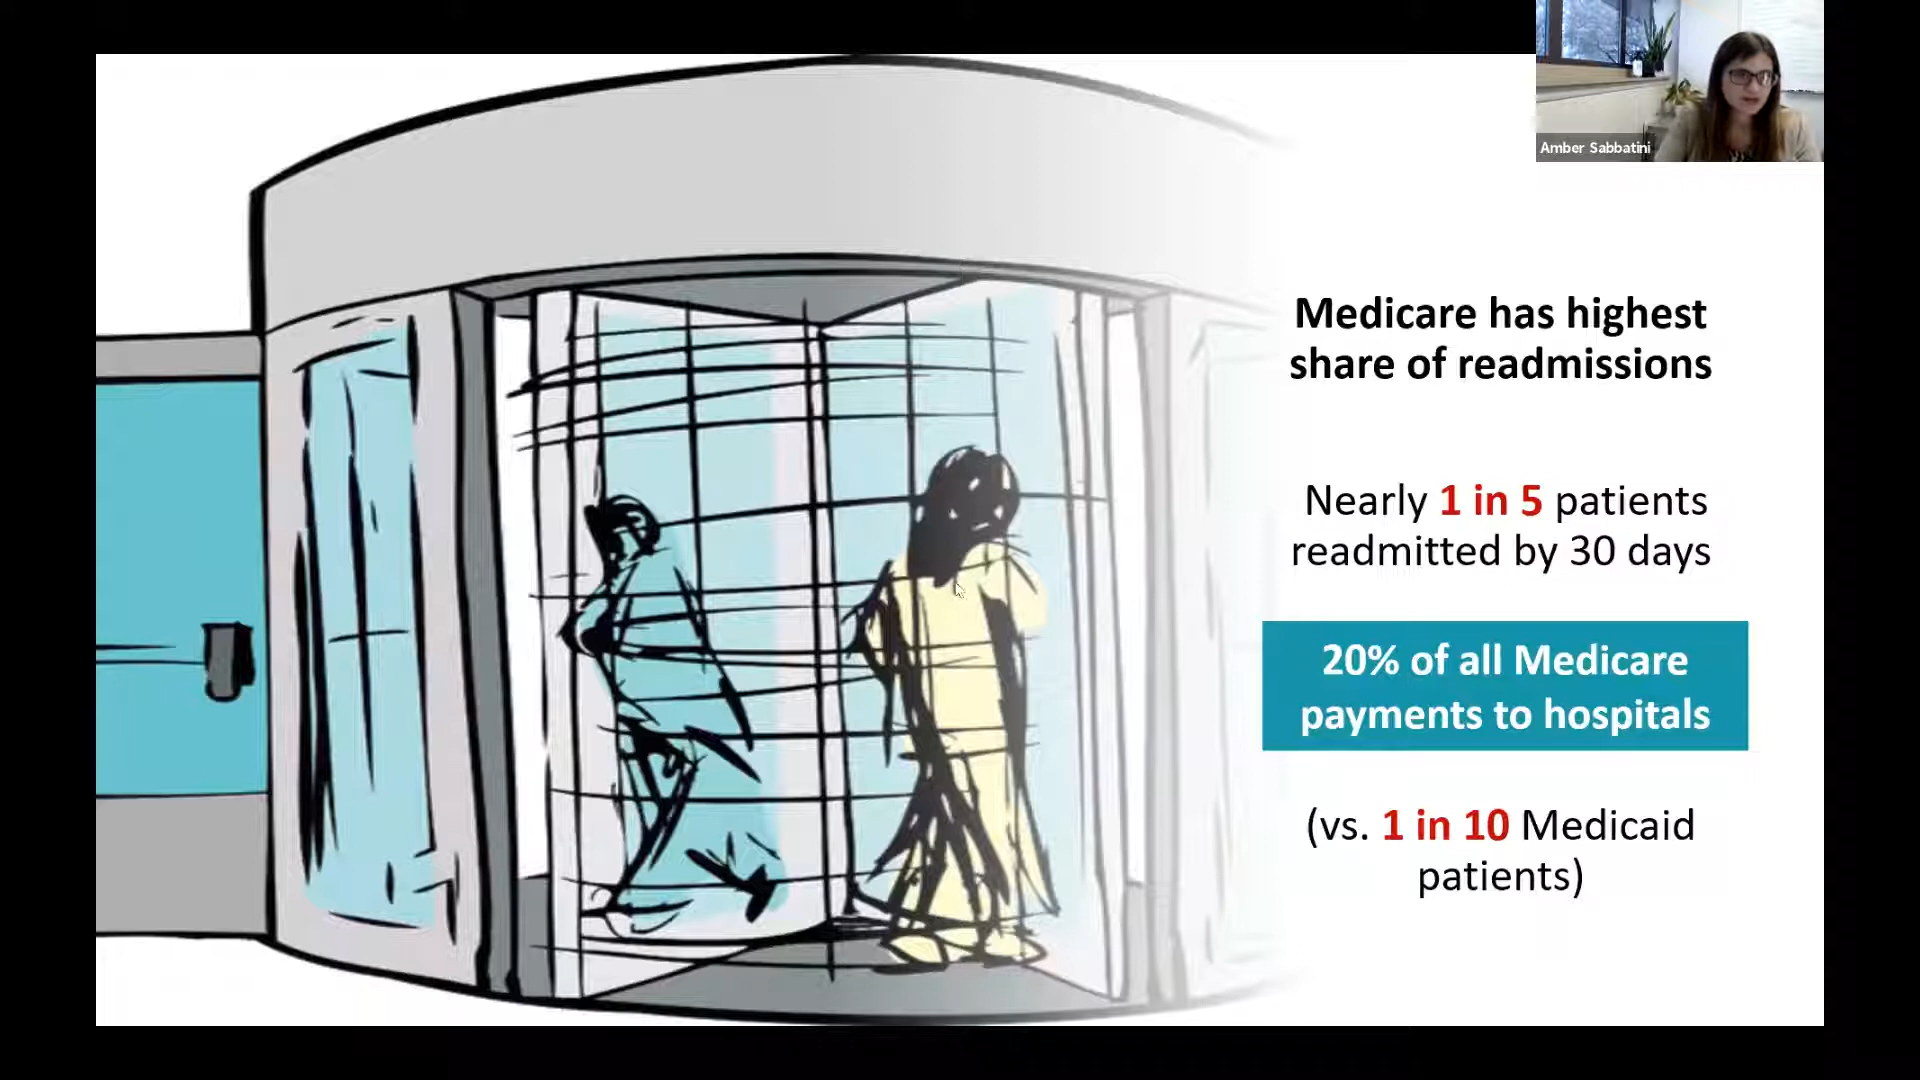 Amber Sabbatini
Medicare has highest
share of readmissions
Nearly 1 in 5 patients
readmitted by 30 days
20% of all Medicare
payments to hospitals
(vs. 1 in 10 Medicaid
patients)